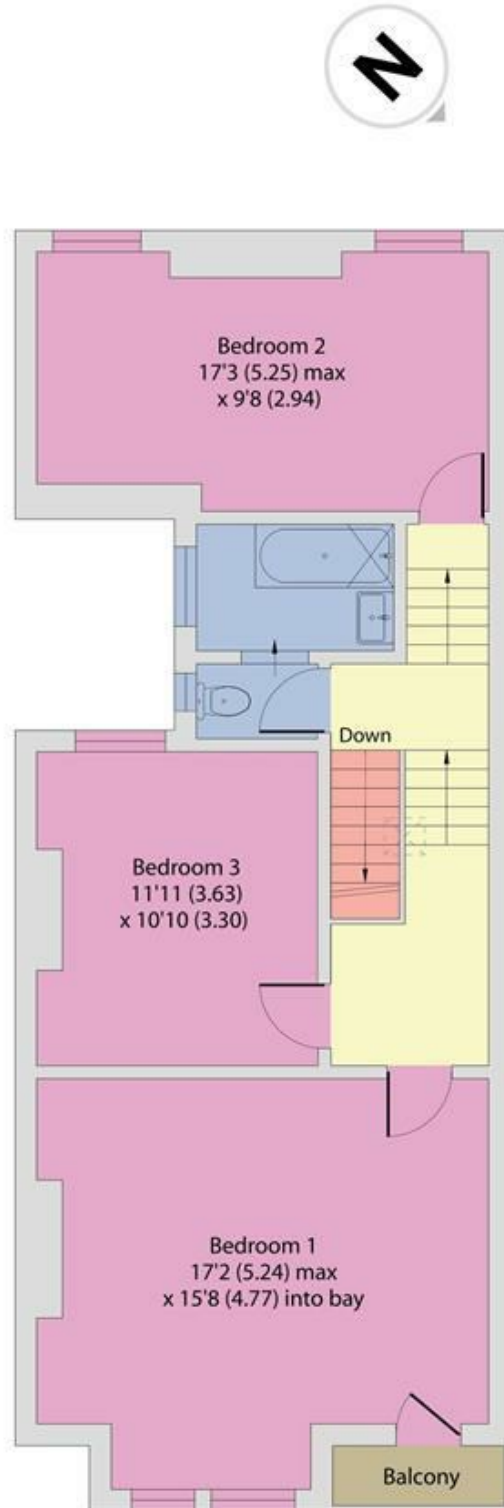 N
Bedroom 2
17'3 (5.25) max
x 9'8 (2.94)
Down
Bedroom 3
11'11 (3.63)
x 10'10 (3.30)
Bedroom 1
17'2 (5.24) max
x 15'8 (4.77) into bay
Balcony